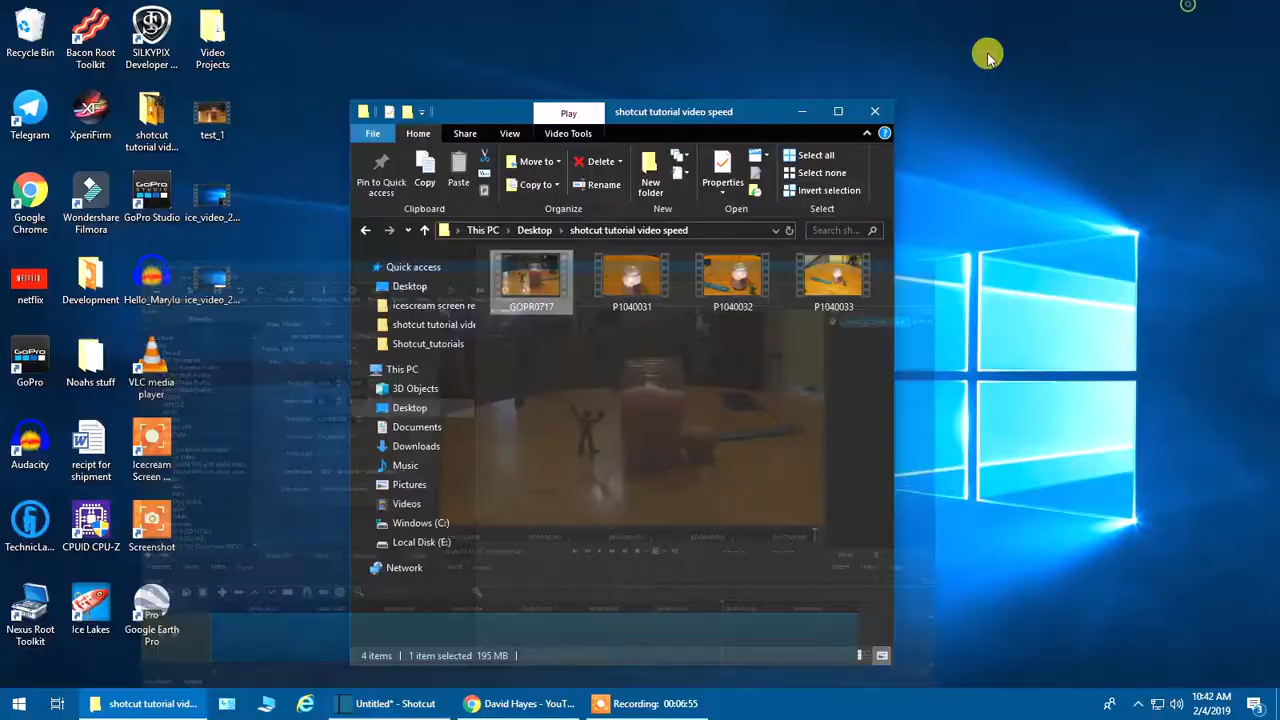 Recycle Bin
Bacon Root Toolkit
SILKYPIX Developer ...
Video Projects
Telegram
XperiFirm
shotcut tutorial vid...
test_1
Google Chrome
Wondershare Filmora
GoPro Studio
ice_video_2...
netflix
Development
Hello_Marylu
ice_video_2...
GoPro
Noahs stuff
VLC media player
Audacity
recipt for shipment
Icecream Screen ...
TechnicLa...
CPUID CPU-Z
Screenshot
Nexus Root Toolkit
Ice Lakes
Google Earth Pro
Play
shotcut tutorial video speed
File
Home
Share
View
Video Tools
Pin to Quick access
Copy
Paste
Move to
Copy to
Delete
Rename
New folder
Properties
Select all
Select none
Invert selection
Clipboard
Organize
New
Open
Select
This PC
Desktop
shotcut tutorial video speed
Search sh...
Quick access
Desktop
icescream screen re
shotcut tutorial vide
Shotcut_tutorials
This PC
3D Objects
Desktop
Documents
Downloads
Music
Pictures
Videos
Windows (C:)
Local Disk (E:)
Network
_GOPR0717
P1040031
P1040032
P1040033
4 items
1 item selected 195 MB
shotcut tutorial vid...
Untitled* - Shotcut
David Hayes - YouT...
Recording: 00:06:55
10:42 AM
2/4/2019
3